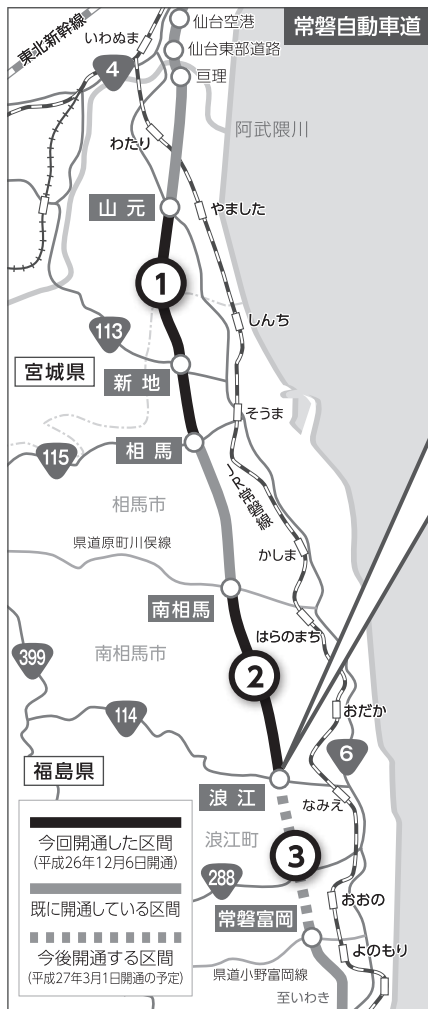 常磐自動車道
東北新幹線
いわぬま
仙台空港
仙台東部道路
4
亘理
わたり
阿武隈川
山元
やました
1
しんち
113
宮城県
新地
そうま
相馬
115
JR常磐線
相馬市
県道原町川俣線
かしま
南相馬
はらのまち
399
南相馬市
2
114
おだか
6
福島県
浪江
なみえ
今回開通した区間
(平成26年12月6日開通)
浪江町
3
既に開通している区間
288
おおの
常磐富岡
今後開通する区間
(平成27年3月1日開通の予定)
よのもり
県道小野富岡線
至いわき